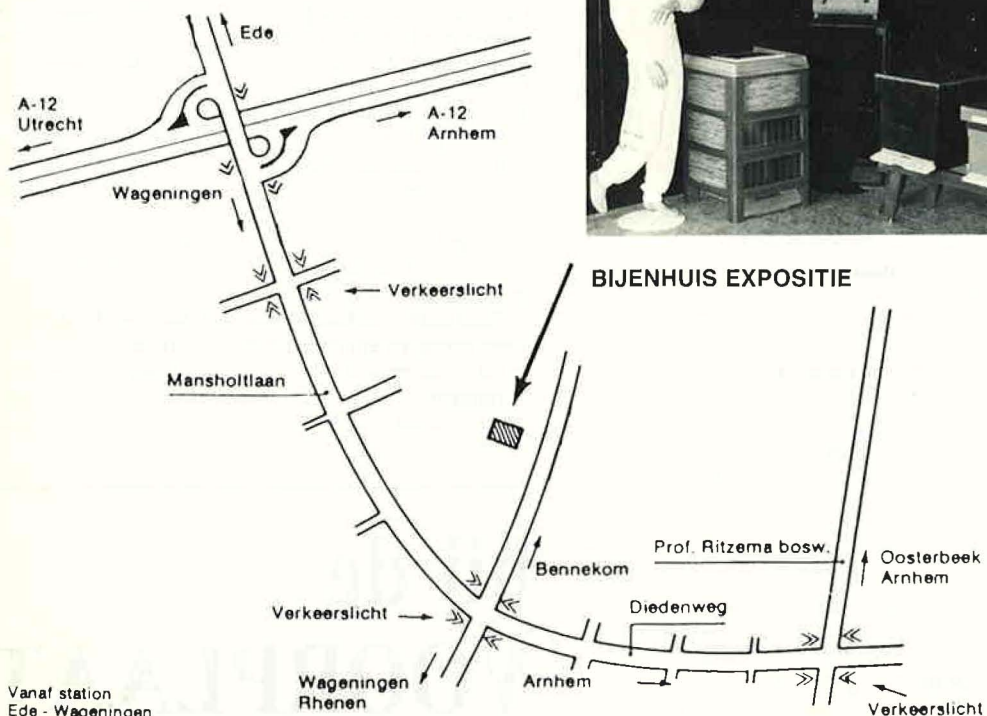 Ede
A-12
Utrecht
A-12
Arnhem
Wageningen
BIJENHUIS EXPOSITIE
Verkeerslicht
Mansholtlaan
Prof. Ritzema bosw.
Oosterbeek
Arnhem
Bennekom
Diedenweg
Verkeerslicht
Wageningen
Rhenen
Arnhem
Verkeerslicht
Vanaf station
Ede - Wageningen